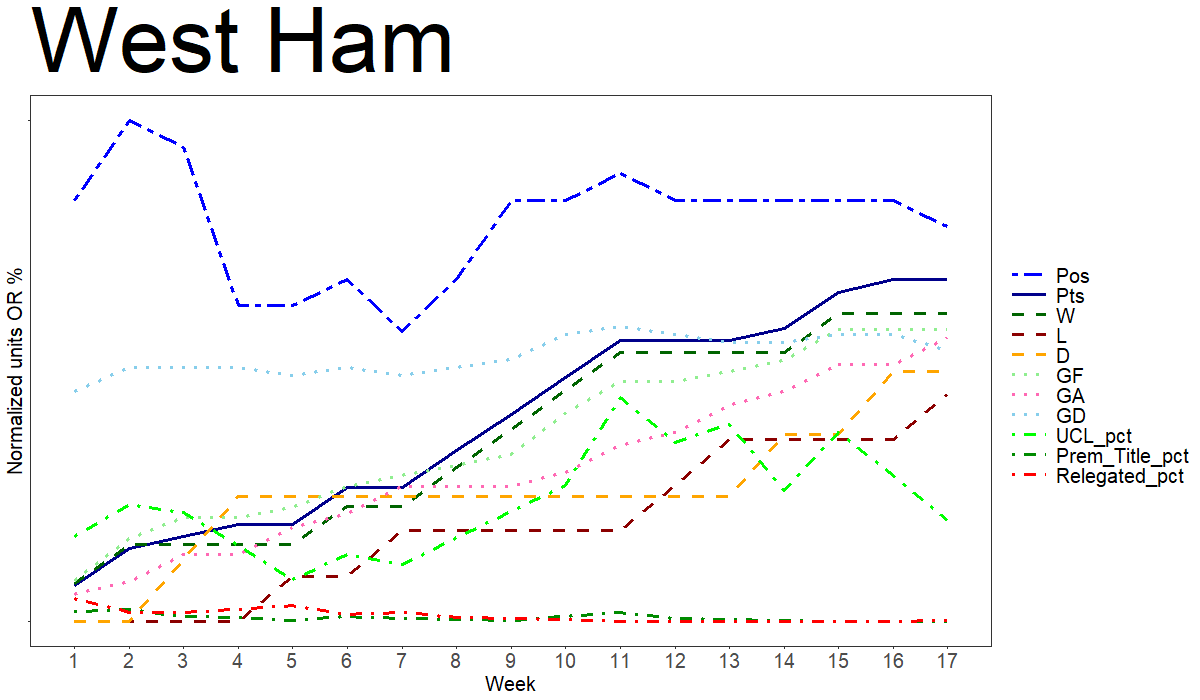 West Ham
Normalized units OR %
1 2 3 4 5 6 7 8 9 10 11 12 13 14 15 16 17
Week
Pos
Pts
W
L
D
GF
GA
GD
UCL_pct
Prem_Title_pct
Relegated_pct